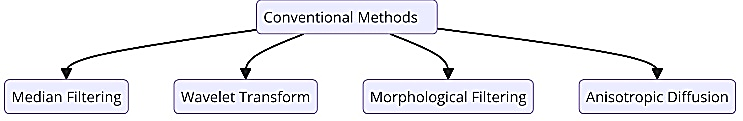 Conventional Methods
Median Filtering
Wavelet Transform
Morphological Filtering
Anisotropic Diffusion